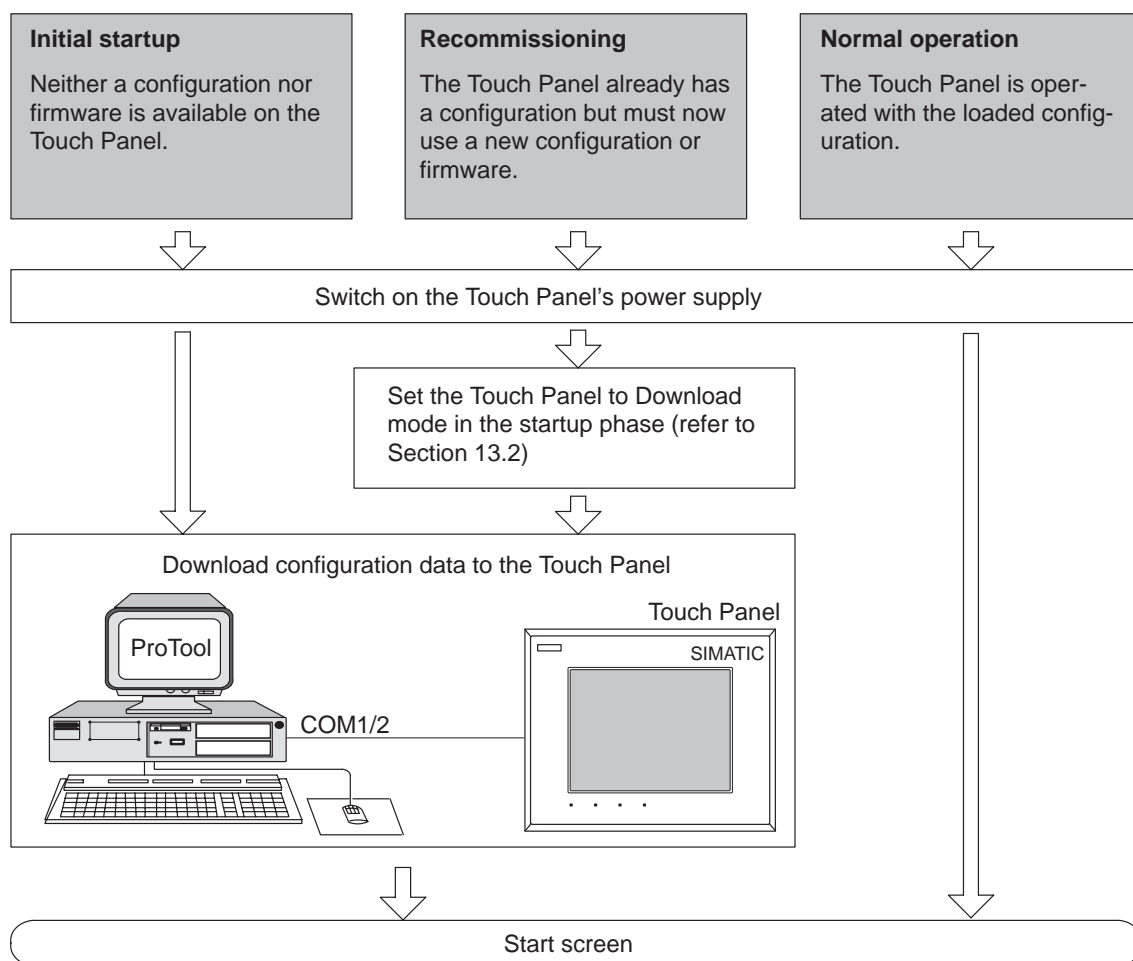 Initial startup
Neither a configuration nor
firmware is available on the
Touch Panel.
Recommissioning
The Touch Panel already has
a configuration but must now
use a new configuration or
firmware.
Normal operation
The Touch Panel is oper-
ated with the loaded config-
uration.
Switch on the Touch Panel's power supply
Set the Touch Panel to Download
mode in the startup phase (refer to
Section 13.2)
Download configuration data to the Touch Panel
Touch Panel
ProTool
SIMATIC
COM1/2
Start screen